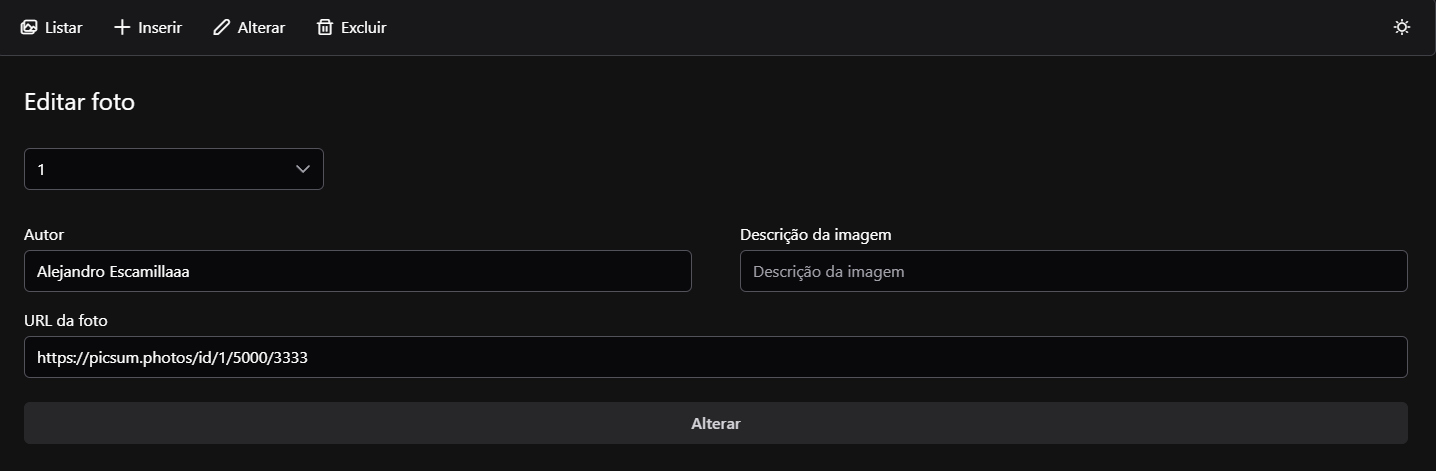 Listar Inserir Alterar Excluir
Editar foto
1
Autor
Alejandro Escamillaaa
Descrição da imagem
Descrição da imagem
URL da foto
https://picsum.photos/id/1/5000/3333
Alterar